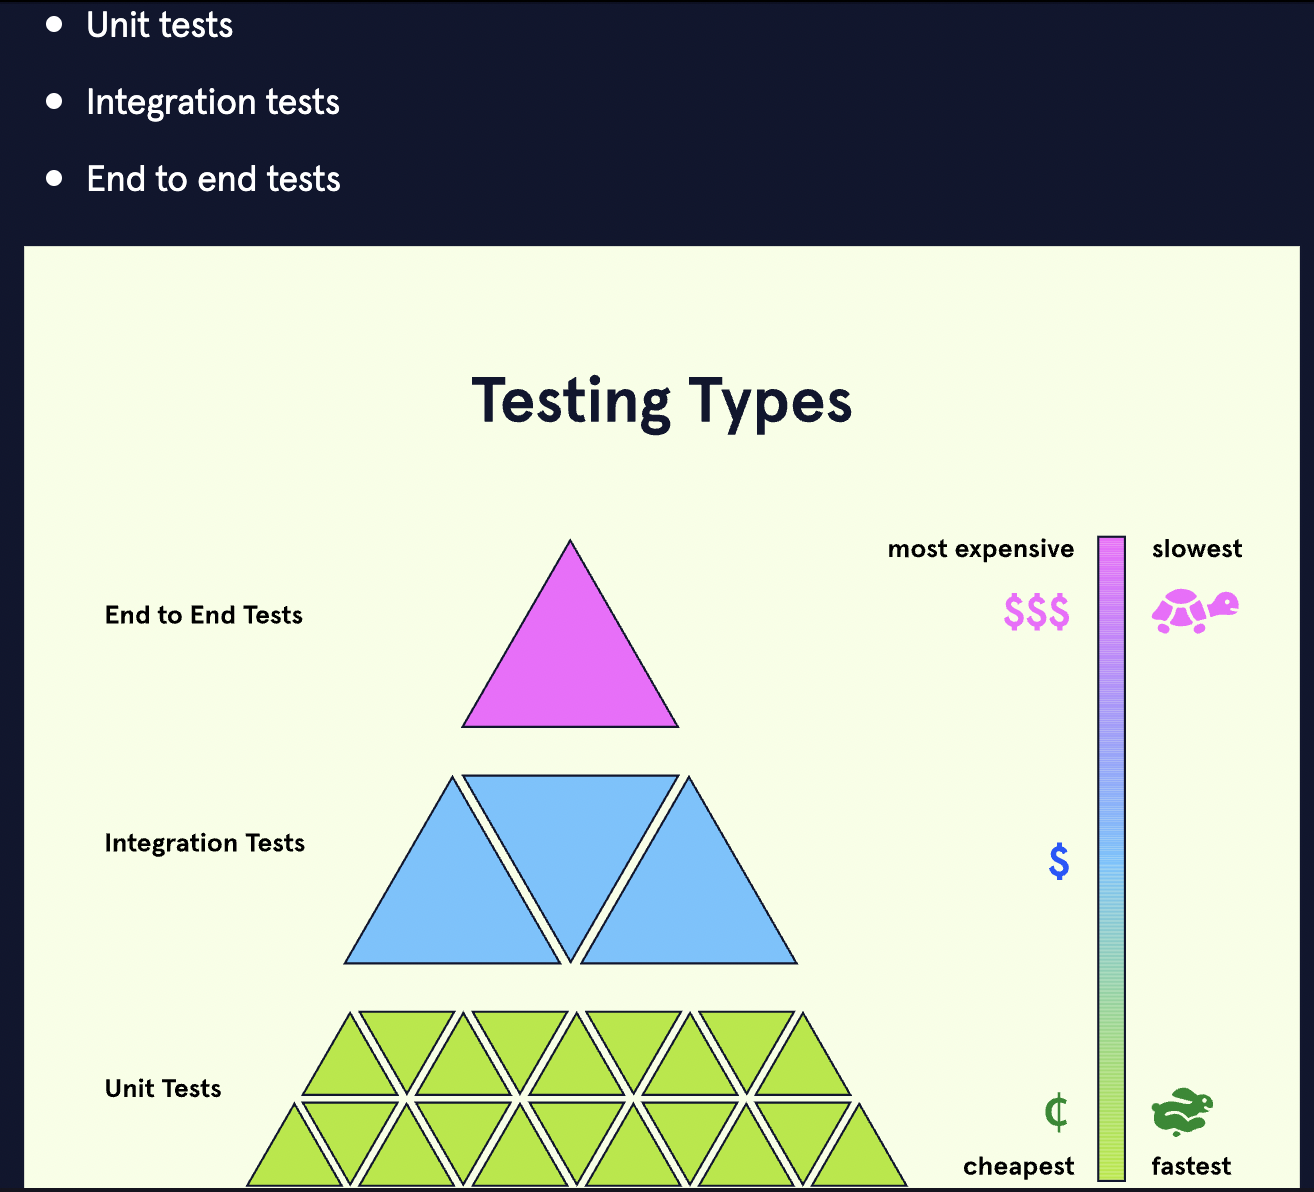 Unit tests
Integration tests
End to end tests
Testing Types
most expensive slowest
End to End Tests $$$
Integration Tests $
Unit Tests ¢
cheapest fastest